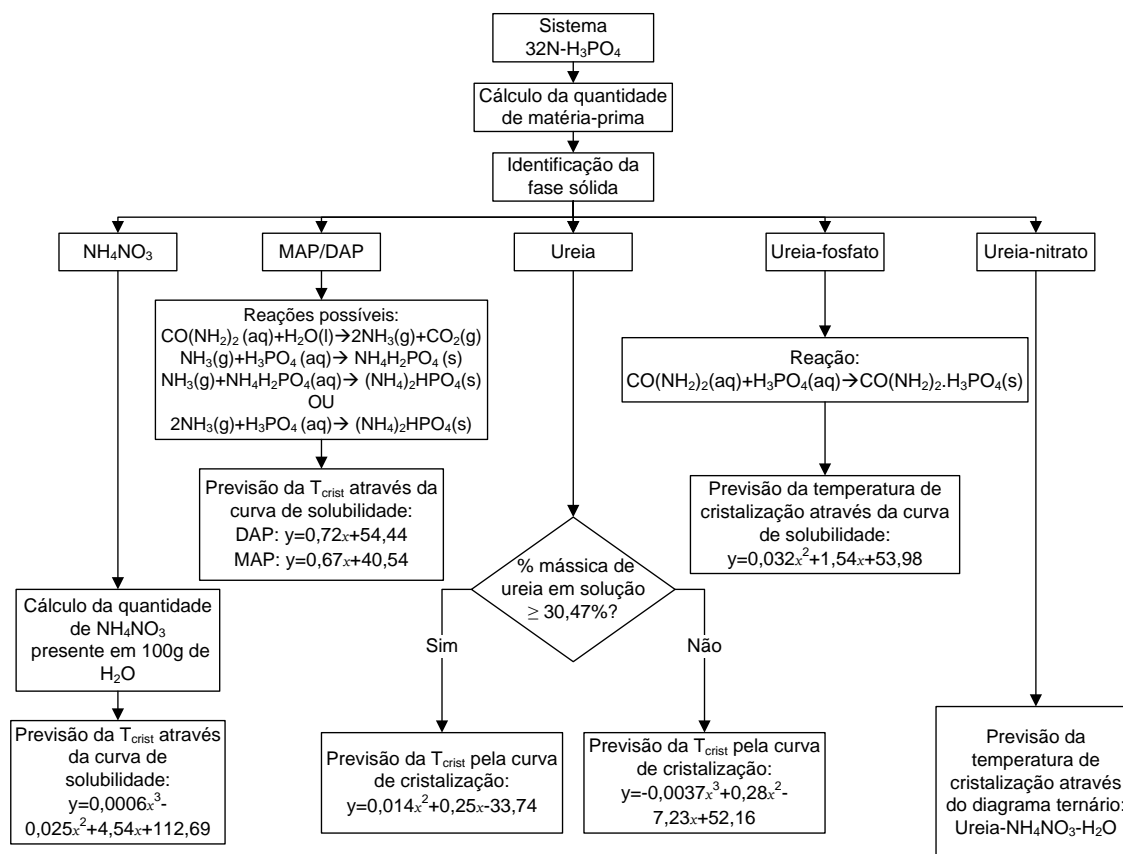 Sistema
32N-H₃PO₄
Cálculo da quantidade
de matéria-prima
Identificação da
fase sólida
NH₄NO₃
MAP/DAP
Ureia
Ureia-fosfato
Ureia-nitrato
Reações possíveis:
CO(NH₂)₂ (aq)+H₂O(l)→2NH₃(g)+CO₂(g)
NH₃(g)+H₃PO₄ (aq)→ NH₄H₂PO₄ (s)
NH₃(g)+NH₄H₂PO₄(aq)→ (NH₄)₂HPO₄(s)
OU
2NH₃(g)+H₃PO₄ (aq)→ (NH₄)₂HPO₄(s)
Reação:
CO(NH₂)₂(aq)+H₃PO₄(aq)→CO(NH₂)₂.H₃PO₄(s)
Previsão da T_crist através da
curva de solubilidade:
DAP: y=0,72x+54,44
MAP: y=0,67x+40,54
Previsão da temperatura de
cristalização através da curva
de solubilidade:
y=0,032x²+1,54x+53,98
% mássica de
ureia em solução
≥ 30,47%?
Sim
Não
Cálculo da quantidade
de NH₄NO₃
presente em 100g de
H₂O
Previsão da T_crist através
da curva de
solubilidade:
y=0,0006x³-
0,025x²+4,54x+112,69
Previsão da T_crist pela curva
de cristalização:
y=0,014x²+0,25x-33,74
Previsão da T_crist pela curva
de cristalização:
y=-0,0037x³+0,28x²-
7,23x+52,16
Previsão da
temperatura de
cristalização através
do diagrama ternário:
Ureia-NH₄NO₃-H₂O